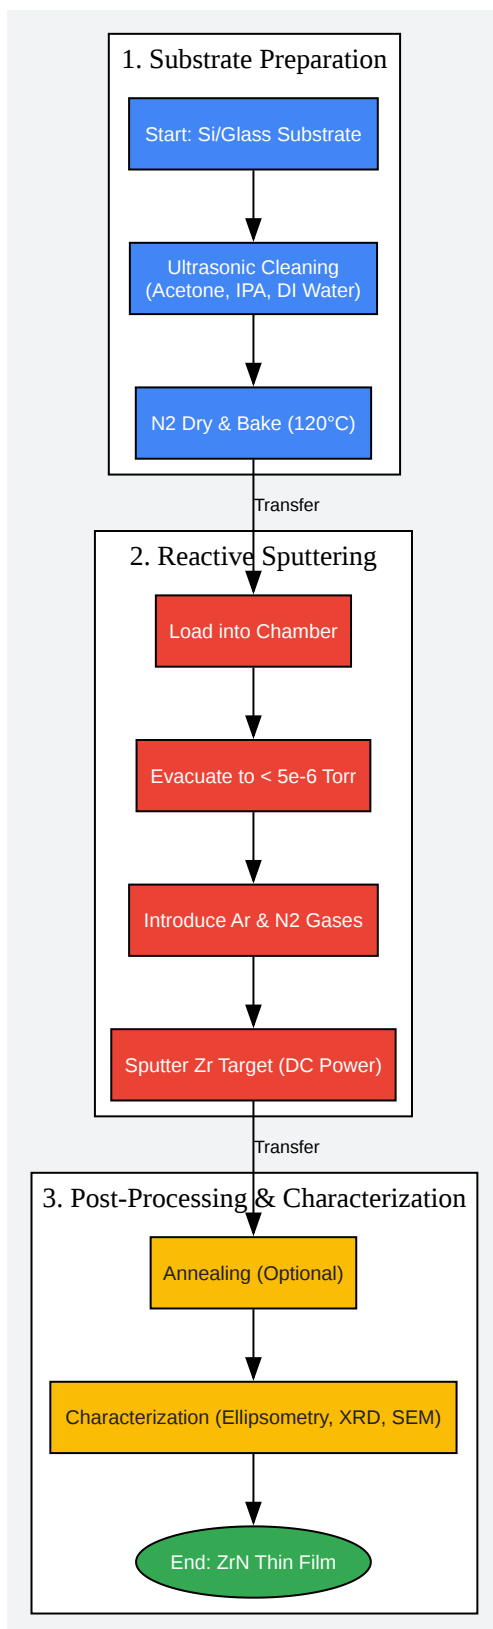 1. Substrate Preparation
Start: Si/Glass Substrate
Ultrasonic Cleaning
(Acetone, IPA, DI Water)
N2 Dry & Bake (120°C)
Transfer
2. Reactive Sputtering
Load into Chamber
Evacuate to < 5e-6 Torr
Introduce Ar & N2 Gases
Sputter Zr Target (DC Power)
Transfer
3. Post-Processing & Characterization
Annealing (Optional)
Characterization (Ellipsometry, XRD, SEM)
End: ZrN Thin Film